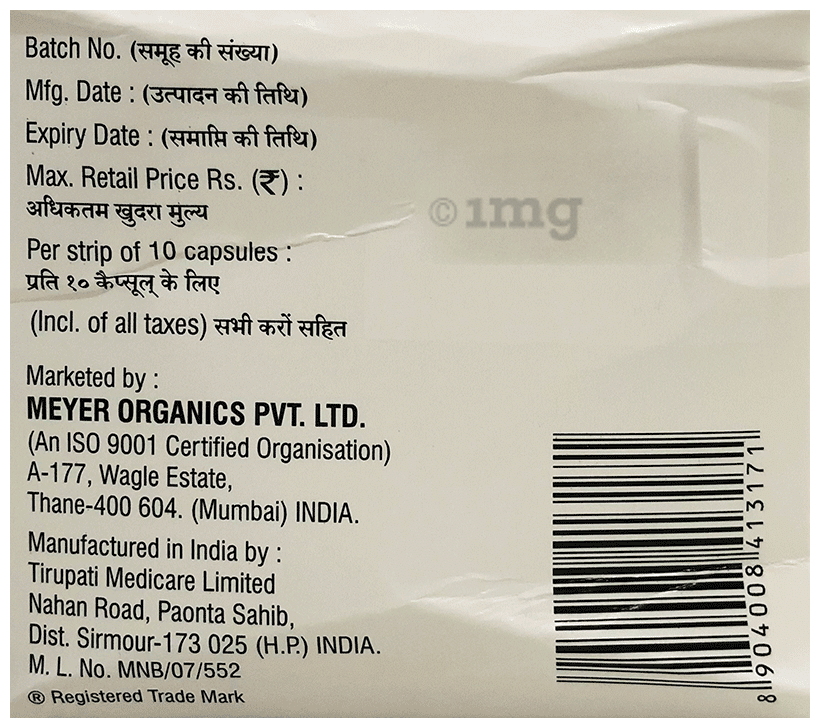 Batch No. (समूह की संख्या)
Mfg. Date : (उत्पादन की तिथि)
Expiry Date : (समाप्ति की तिथि)
Max. Retail Price Rs. (₹) :
अधिकतम खुदरा मुल्य
Per strip of 10 capsules :
प्रति १० कैप्सूल् के लिए
(Incl. of all taxes) सभी करों सहित
Marketed by :
MEYER ORGANICS PVT. LTD.
(An ISO 9001 Certified Organisation)
A-177, Wagle Estate,
Thane-400 604. (Mumbai) INDIA.
Manufactured in India by :
Tirupati Medicare Limited
Nahan Road, Paonta Sahib,
Dist. Sirmour-173 025 (H.P.) INDIA.
M. L. No. MNB/07/552
® Registered Trade Mark
© 1mg
8 904008 413171